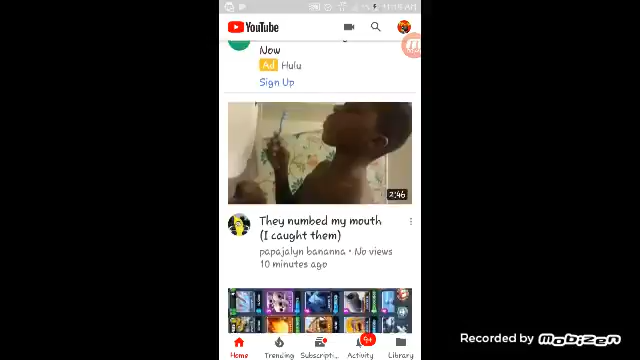 YouTube
Now
Ad Hulu
Sign Up
2:46
They numbed my mouth
(I caught them)
papajalyn bananna • No views
10 minutes ago
9+
Home Trending Subscripti... Activity Library
Recorded by Mobizen